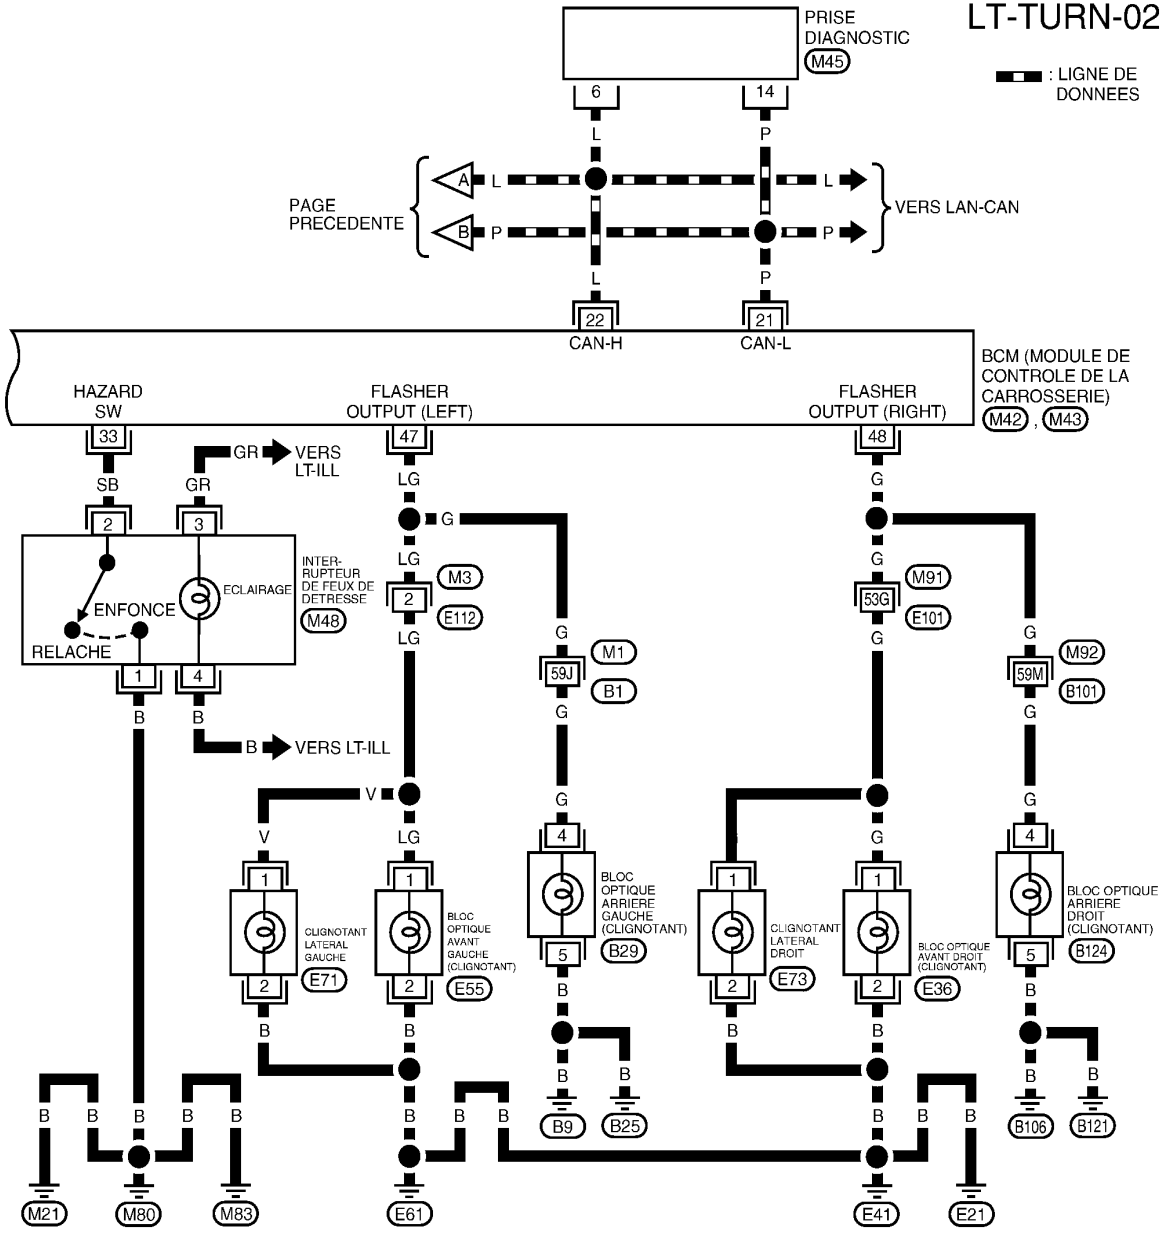 LT-TURN-02
PRISE
DIAGNOSTIC
M45
: LIGNE DE
DONNEES
6
14
L
P
A
L
L
PAGE
PRECEDENTE
VERS LAN-CAN
B
P
P
L
P
22
21
CAN-H
CAN-L
BCM (MODULE DE
CONTROLE DE LA
CARROSSERIE)
M42 , M43
HAZARD
SW
FLASHER
OUTPUT (LEFT)
FLASHER
OUTPUT (RIGHT)
33
47
48
GR
VERS
LT-ILL
SB
GR
LG
G
2
3
G
LG
G
INTER-
RUPTEUR
DE FEUX DE
DETRESSE
M48
ECLAIRAGE
ENFONCE
RELACHE
M3
2
E112
M91
53G
E101
LG
G
G
G
M1
59J
B1
M92
59M
B101
1
4
B
B
G
G
B
VERS LT-ILL
V
G
G
V
LG
G
4
4
1
1
1
1
BLOC
OPTIQUE
ARRIERE
GAUCHE
(CLIGNOTANT)
B29
BLOC OPTIQUE
ARRIERE
DROIT
(CLIGNOTANT)
B124
CLIGNOTANT
LATERAL
GAUCHE
E71
BLOC
OPTIQUE
AVANT
GAUCHE
(CLIGNOTANT)
E55
CLIGNOTANT
LATERAL
DROIT
E73
BLOC OPTIQUE
AVANT DROIT
(CLIGNOTANT)
E36
5
5
2
2
2
2
B
B
B
B
B
B
B
B
B
B
B9
B25
B106
B121
B
B
B
B
B
B
B
B
B
B
B
M21
M80
M83
E61
E41
E21